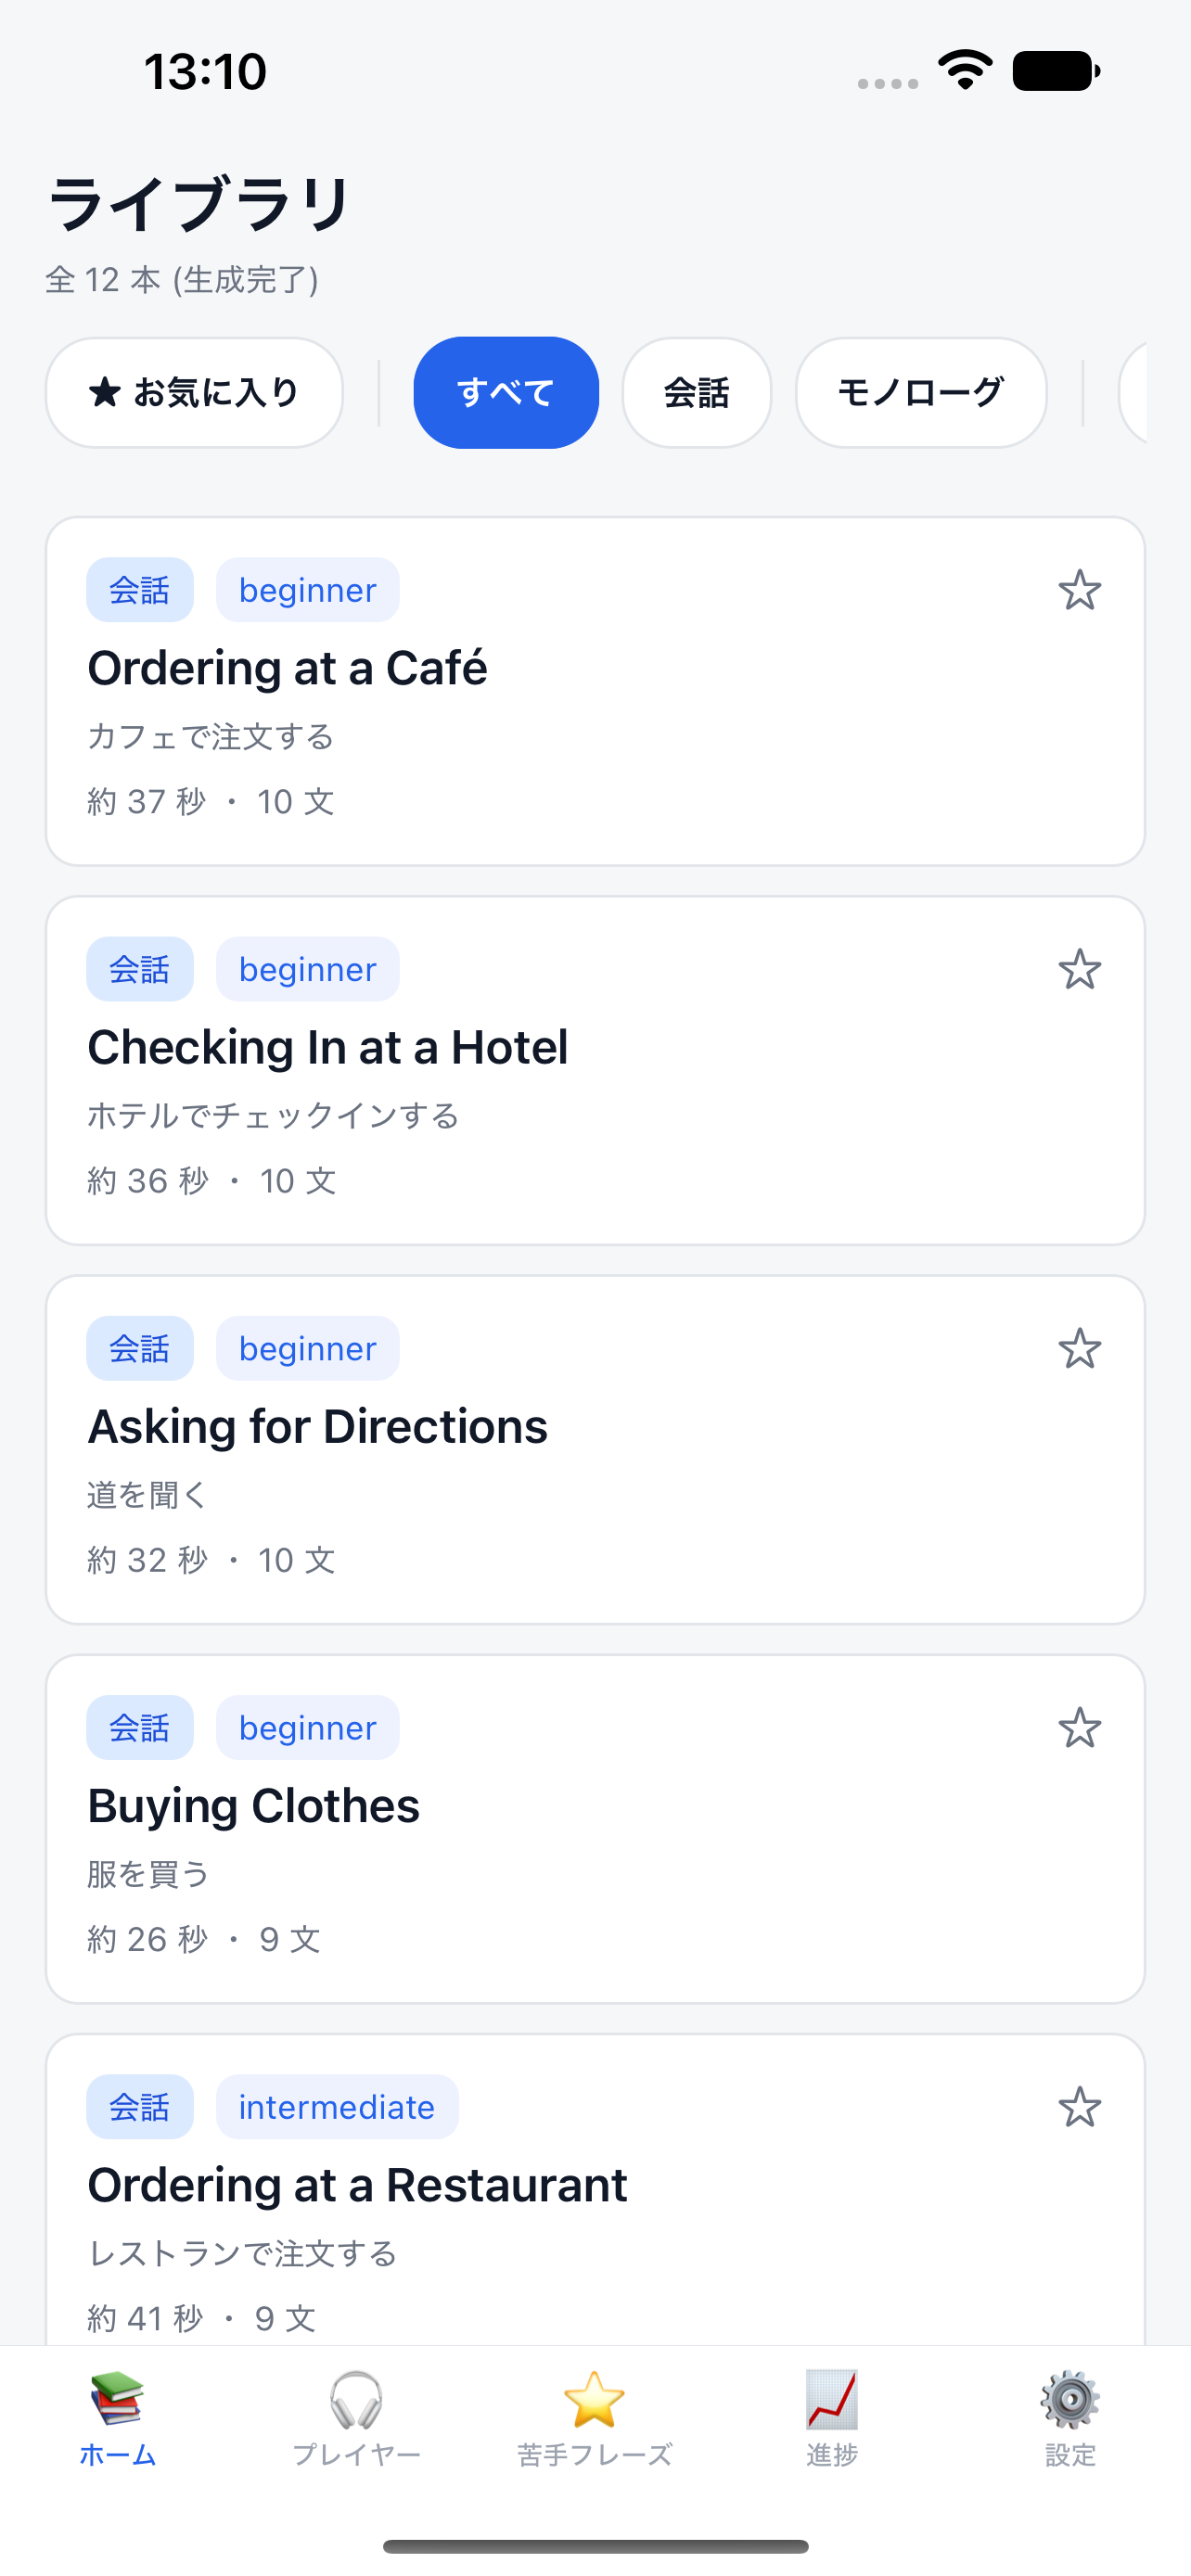 13:10
ライブラリ
全 12 本 (生成完了)
★ お気に入り すべて 会話 モノローグ
会話 beginner
Ordering at a Café
カフェで注文する
約 37 秒 ・ 10 文
会話 beginner
Checking In at a Hotel
ホテルでチェックインする
約 36 秒 ・ 10 文
会話 beginner
Asking for Directions
道を聞く
約 32 秒 ・ 10 文
会話 beginner
Buying Clothes
服を買う
約 26 秒 ・ 9 文
会話 intermediate
Ordering at a Restaurant
レストランで注文する
約 41 秒 ・ 9 文
ホーム プレイヤー 苦手フレーズ 進捗 設定